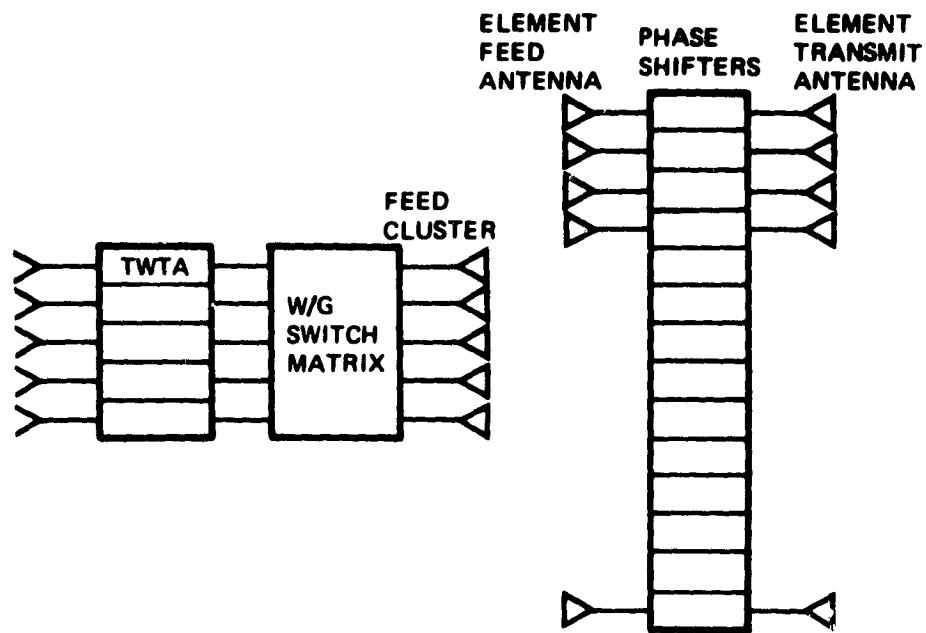 ELEMENT
FEED
ANTENNA
PHASE
SHIFTERS
ELEMENT
TRANSMIT
ANTENNA
FEED
CLUSTER
TWTA
W/G
SWITCH
MATRIX